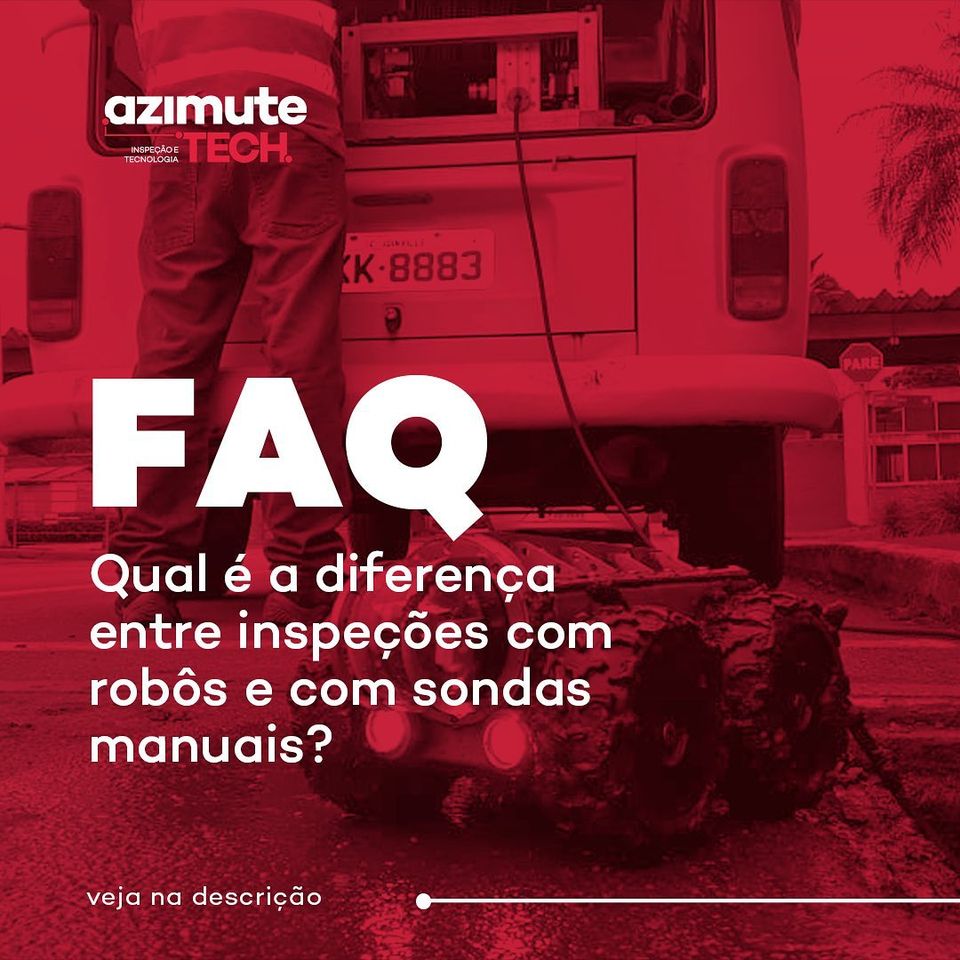 azimute
INSPEÇÃO E
TECNOLOGIA
TECH.
KK·8883
PARE
FAQ
Qual é a diferença
entre inspeções com
robôs e com sondas
manuais?
veja na descrição